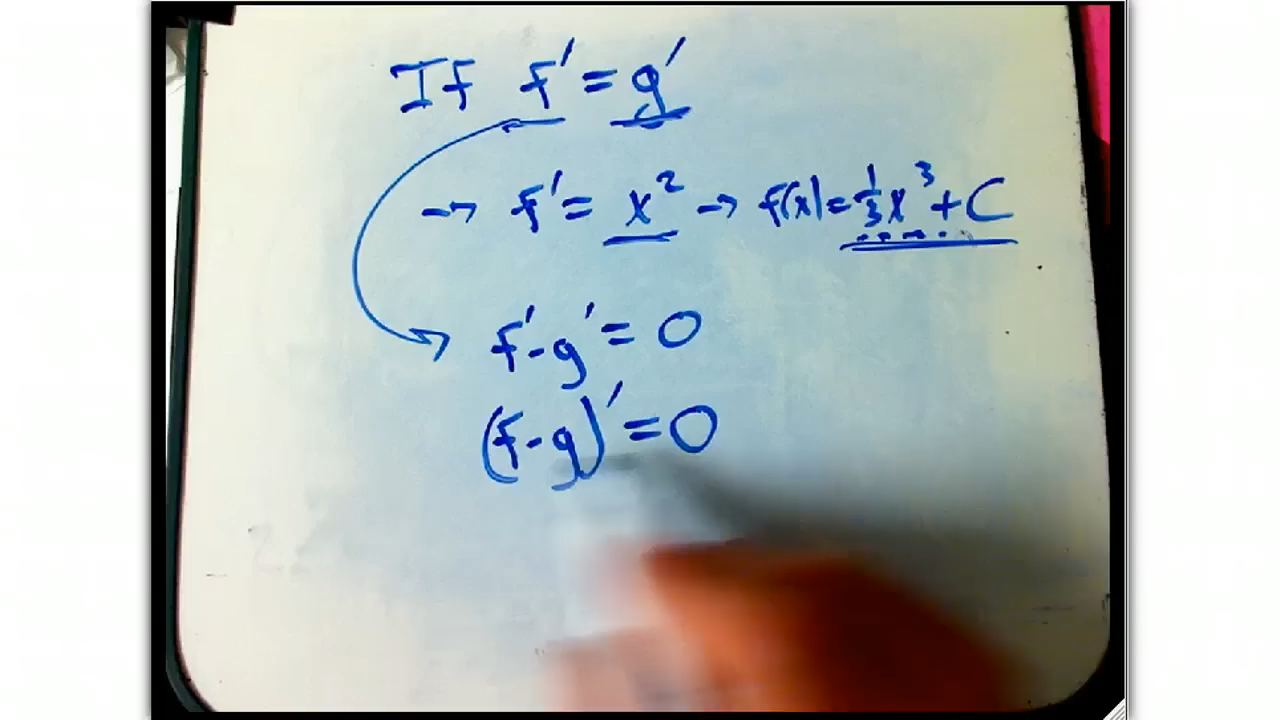 If f' = g'
→ f' = x² → f(x) = ⅓x³ + C
f' - g' = 0
(f - g)' = 0